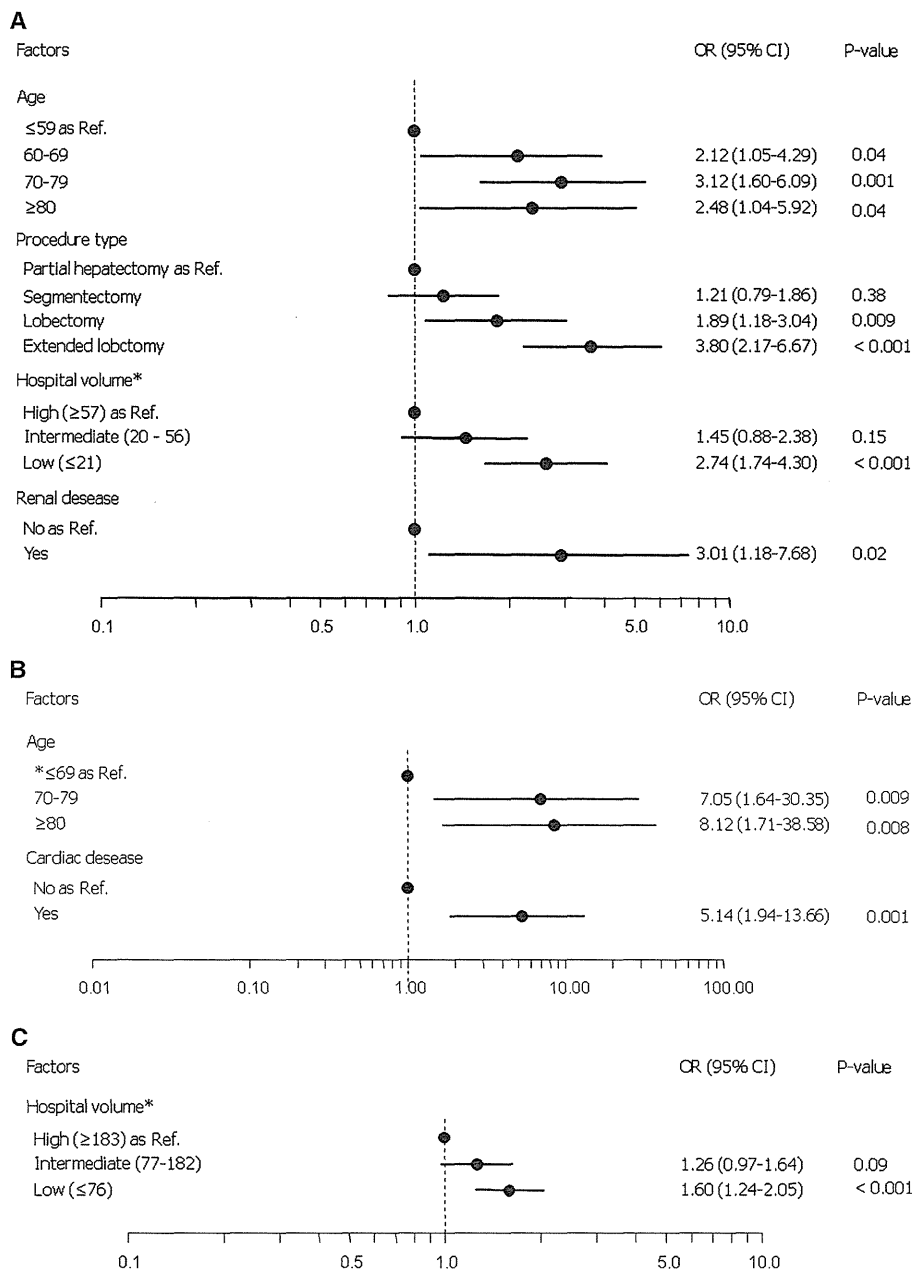 A
Factors OR (95% CI) P-value
Age
≤59 as Ref.
60-69 2.12 (1.05-4.29) 0.04
70-79 3.12 (1.60-6.09) 0.001
≥80 2.48 (1.04-5.92) 0.04
Procedure type
Partial hepatectomy as Ref.
Segmentectomy 1.21 (0.79-1.86) 0.38
Lobectomy 1.89 (1.18-3.04) 0.009
Extended lobctomy 3.80 (2.17-6.67) < 0.001
Hospital volume*
High (≥57) as Ref.
Intermediate (20 - 56) 1.45 (0.88-2.38) 0.15
Low (≤21) 2.74 (1.74-4.30) < 0.001
Renal desease
No as Ref.
Yes 3.01 (1.18-7.68) 0.02
0.1 0.5 1.0 5.0 10.0
B
Factors OR (95% CI) P-value
Age
*≤69 as Ref.
70-79 7.05 (1.64-30.35) 0.009
≥80 8.12 (1.71-38.58) 0.008
Cardiac desease
No as Ref.
Yes 5.14 (1.94-13.66) 0.001
0.01 0.10 1.00 10.00 100.00
C
Factors OR (95% CI) P-value
Hospital volume*
High (≥183) as Ref.
Intermediate (77-182) 1.26 (0.97-1.64) 0.09
Low (≤76) 1.60 (1.24-2.05) < 0.001
0.1 0.5 1.0 5.0 10.0